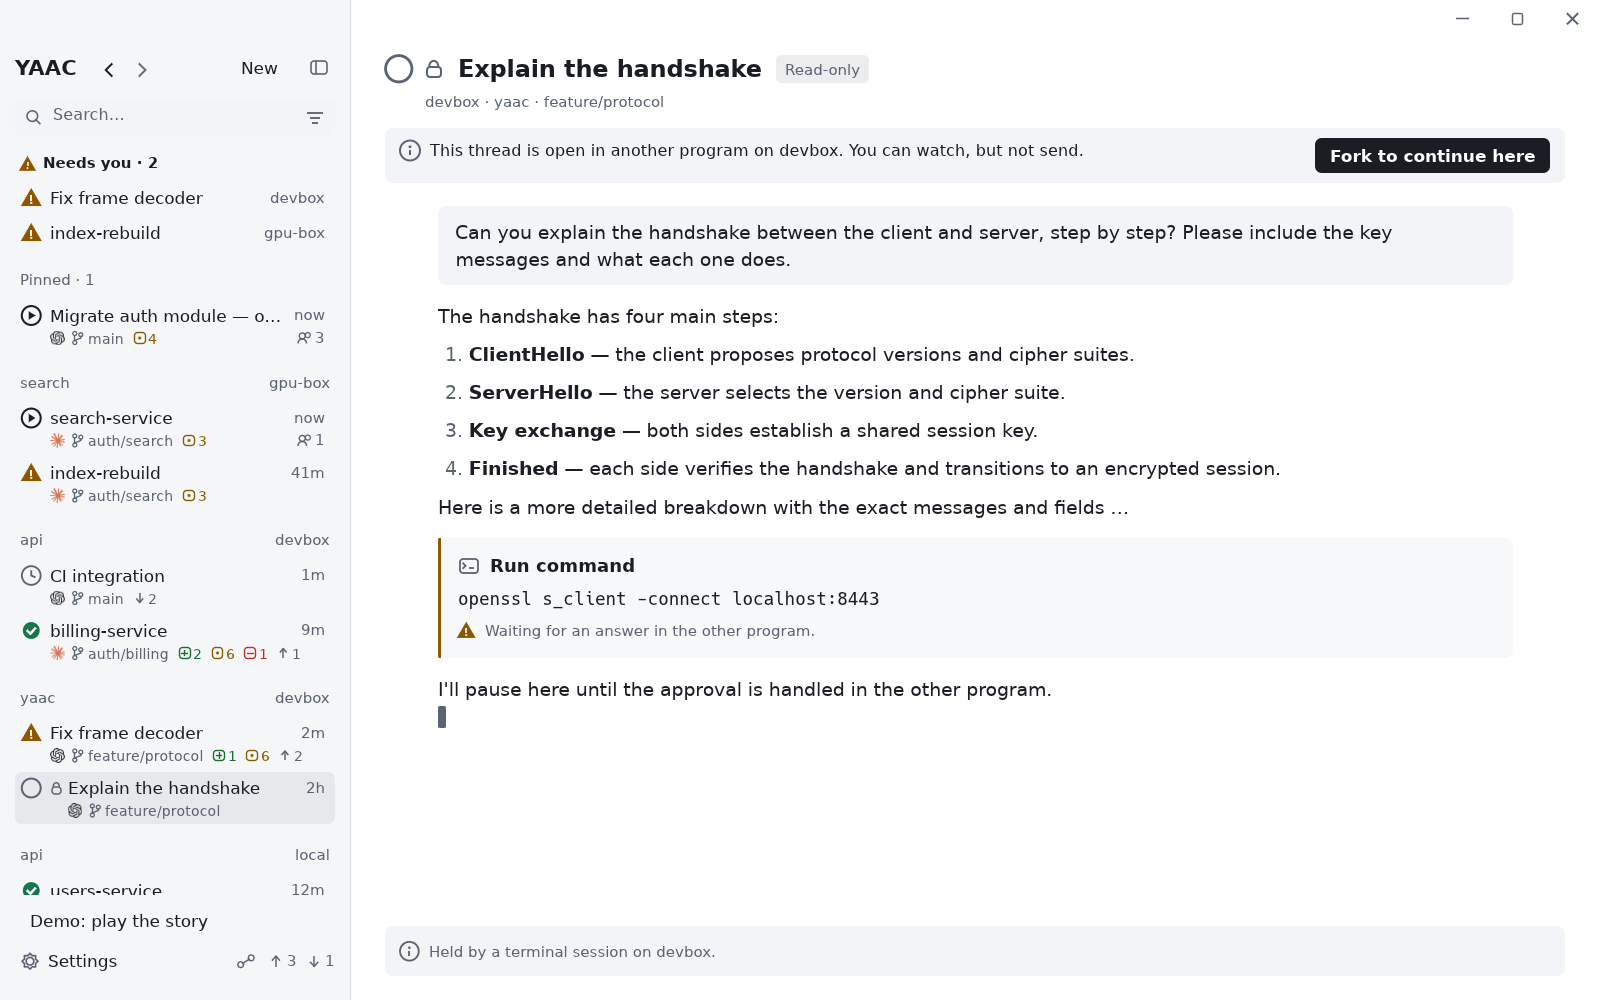 YAAC
New
Search...
Needs you · 2
Fix frame decoder devbox
index-rebuild gpu-box
Pinned · 1
Migrate auth module — o... now
main 4 3
search gpu-box
search-service now
auth/search 3 1
index-rebuild 41m
auth/search 3
api devbox
CI integration 1m
main ↓ 2
billing-service 9m
auth/billing 2 6 1 ↑ 1
yaac devbox
Fix frame decoder 2m
feature/protocol 1 6 ↑ 2
Explain the handshake 2h
feature/protocol
api local
users-service 12m
Demo: play the story
Settings ↑ 3 ↓ 1
Explain the handshake Read-only
devbox · yaac · feature/protocol
This thread is open in another program on devbox. You can watch, but not send.
Fork to continue here
Can you explain the handshake between the client and server, step by step? Please include the key
messages and what each one does.
The handshake has four main steps:
1. ClientHello — the client proposes protocol versions and cipher suites.
2. ServerHello — the server selects the version and cipher suite.
3. Key exchange — both sides establish a shared session key.
4. Finished — each side verifies the handshake and transitions to an encrypted session.
Here is a more detailed breakdown with the exact messages and fields ...
Run command
openssl s_client -connect localhost:8443
Waiting for an answer in the other program.
I'll pause here until the approval is handled in the other program.
Held by a terminal session on devbox.